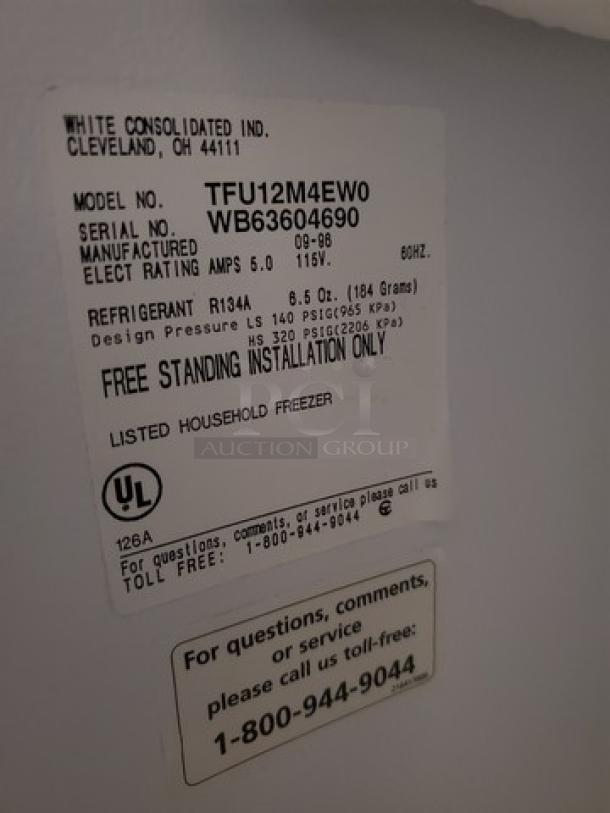 WHITE CONSOLIDATED IND.
CLEVELAND, OH 44111
MODEL NO. TFU12M4EW0
SERIAL NO. WB63604690
MANUFACTURED 09-96
ELECT RATING AMPS 5.0 115V. 60HZ.
REFRIGERANT R134A 6.5 Oz. (184 Grams)
Design Pressure LS 140 PSIG(965 KPa)
HS 320 PSIG(2206 KPa)
FREE STANDING INSTALLATION ONLY
LISTED HOUSEHOLD FREEZER
PCi
AUCTION GROUP
UL
126A
For questions, comments, or service please call us
TOLL FREE: 1-800-944-9044
For questions, comments,
or service
please call us toll-free:
1-800-944-9044